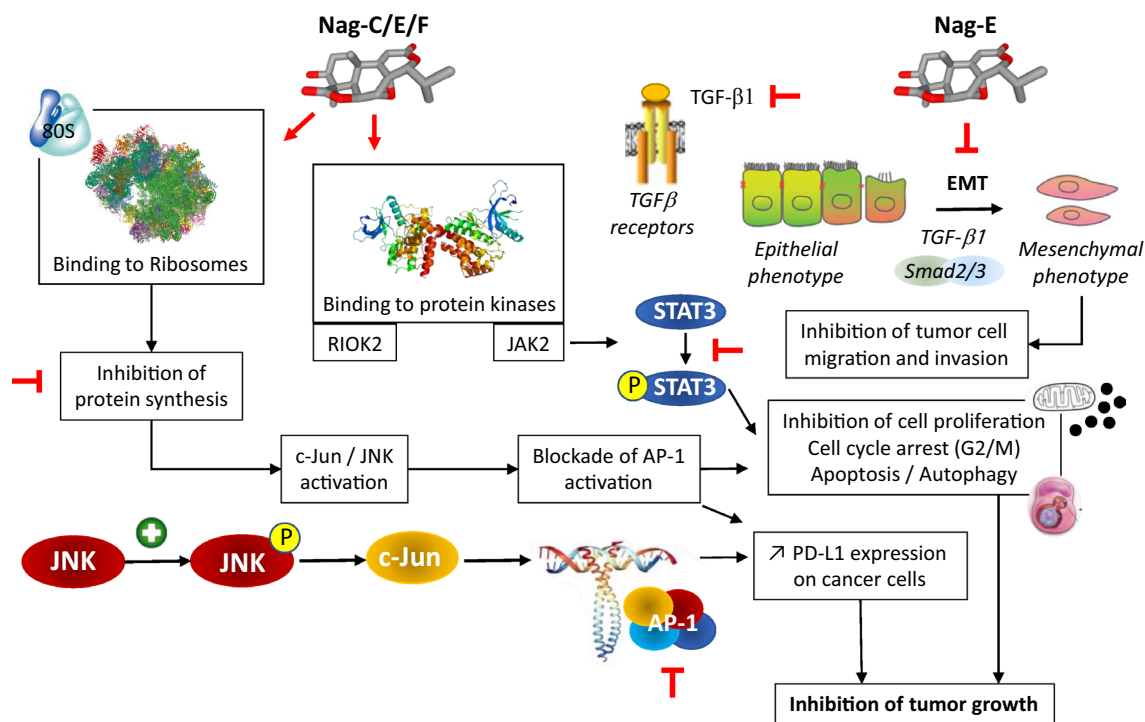 Nag-C/E/F
Nag-E
80S
Binding to Ribosomes
TGF-β1
TGFβ
receptors
Epithelial
phenotype
EMT
TGF-β1
Smad2/3
Mesenchymal
phenotype
Binding to protein kinases
RIOK2
JAK2
STAT3
P
STAT3
Inhibition of tumor cell
migration and invasion
Inhibition of
protein synthesis
Inhibition of cell proliferation
Cell cycle arest (G2/M)
Apoptosis / Autophagy
c-Jun / JNK
activation
Blockade of AP-1
activation
JNK
JNK
P
c-Jun
AP-1
↗ PD-L1 expression
on cancer cells
Inhibition of tumor growth